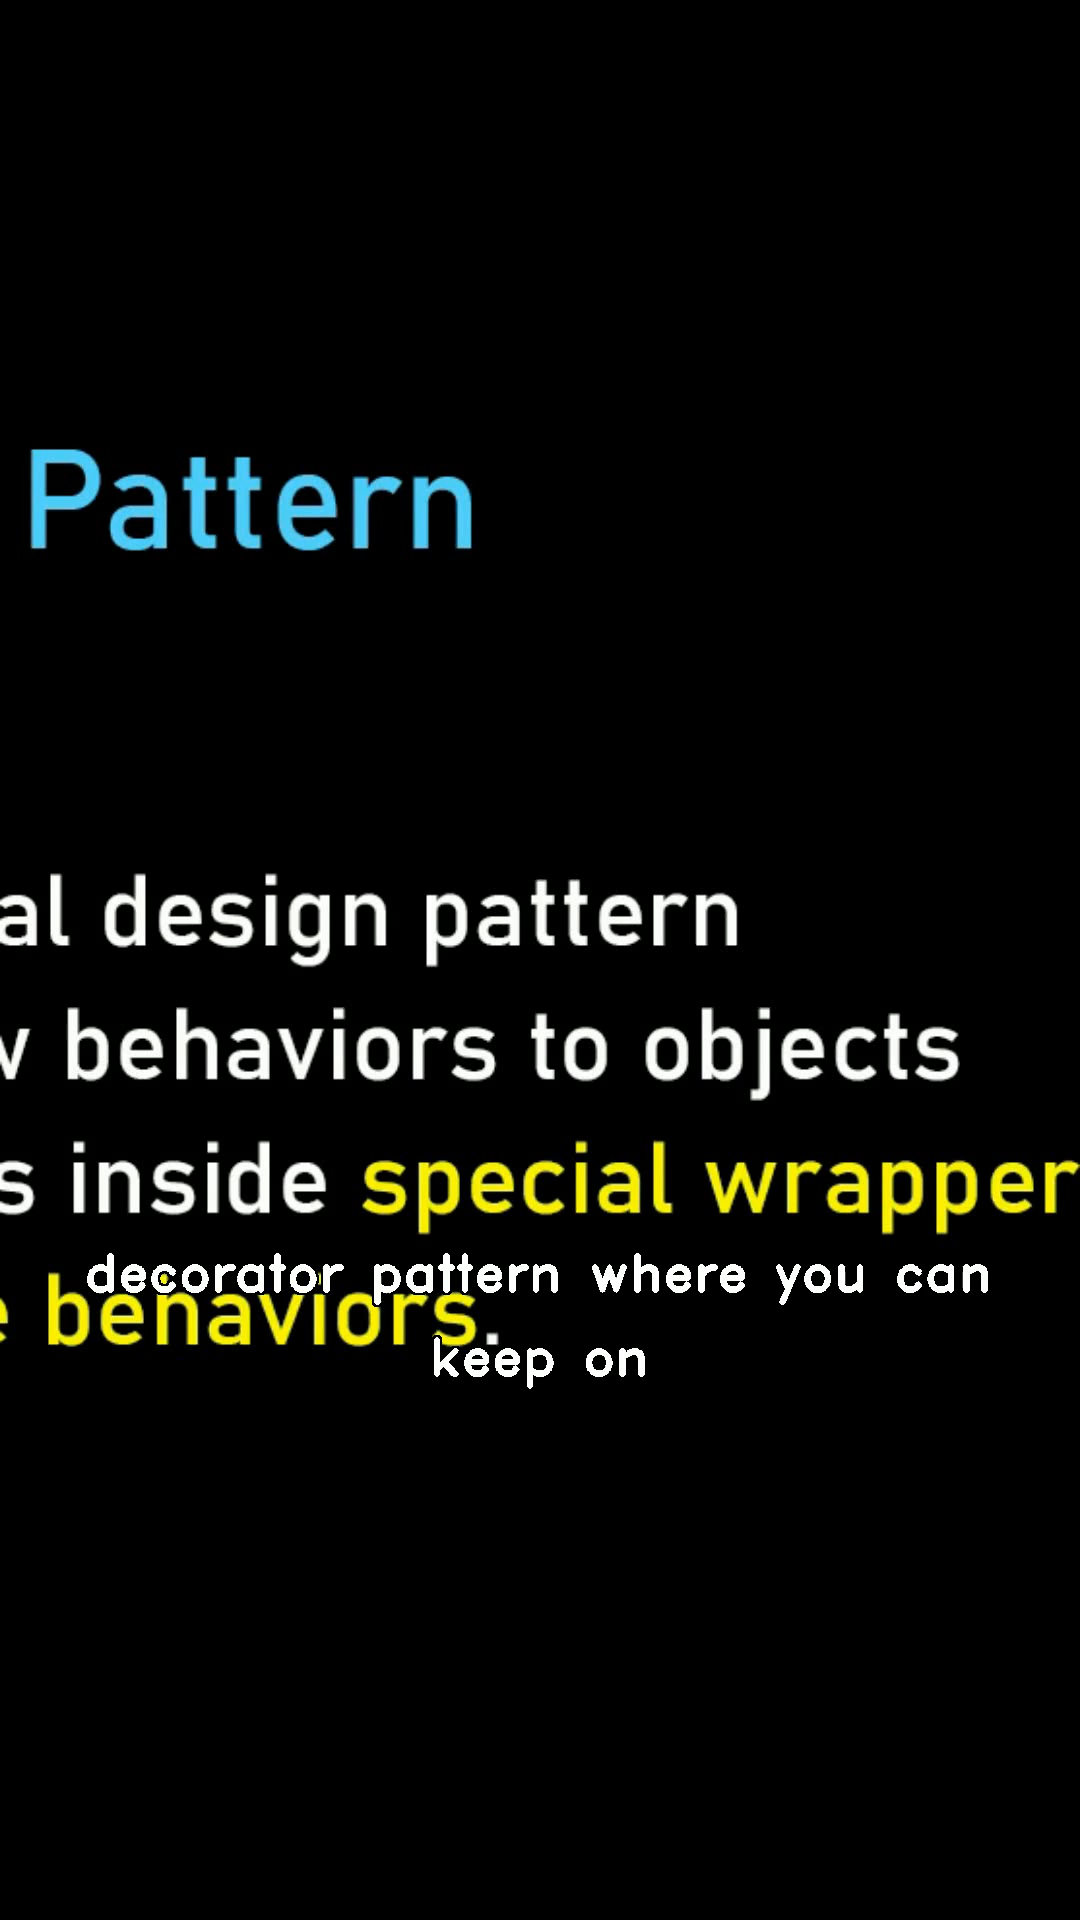 Pattern
al design pattern
w behaviors to objects
s inside special wrapper
e behaviors.
decorator pattern where you can
keep on